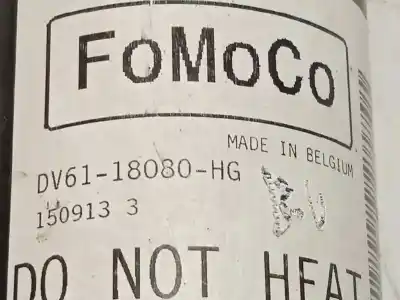 FoMoCo
MADE IN BELGIUM
DV61-18080-HG
150913 3
DO NOT HEAT